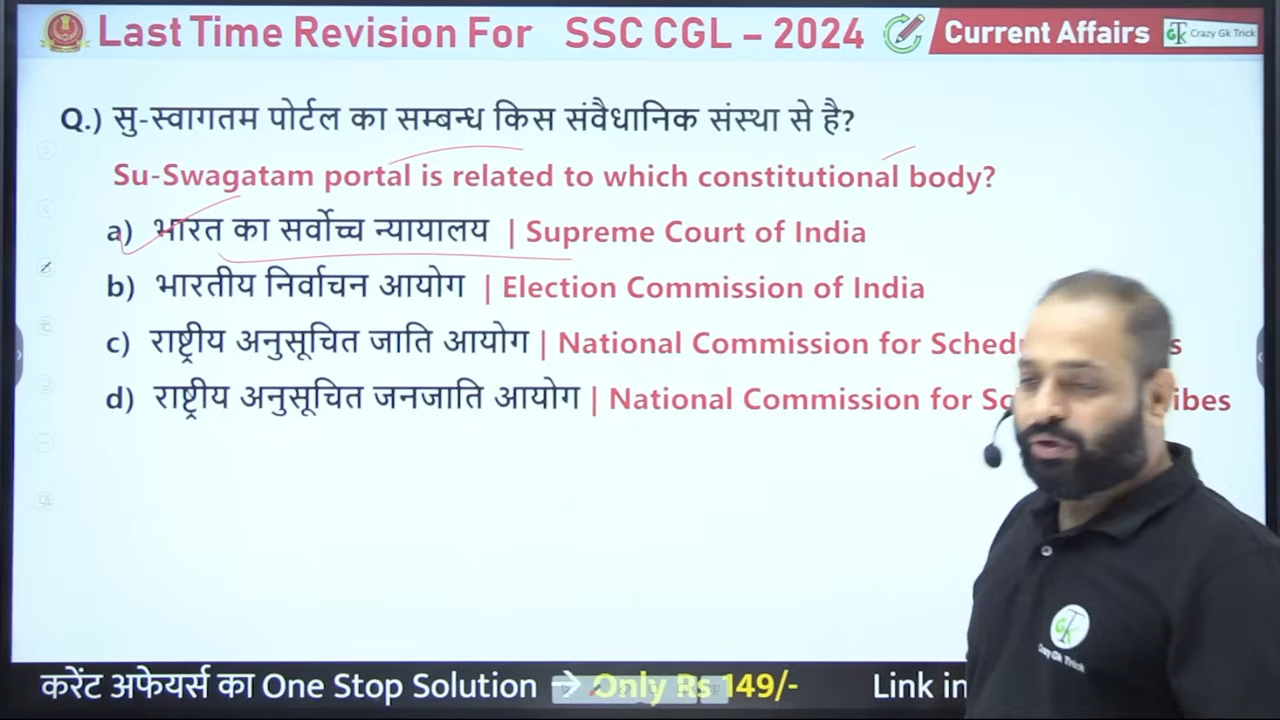 Last Time Revision For SSC CGL – 2024 Current Affairs Crazy Gk Trick
Q.) सु-स्वागतम पोर्टल का सम्बन्ध किस संवैधानिक संस्था से है?
Su-Swagatam portal is related to which constitutional body?
a) भारत का सर्वोच्च न्यायालय | Supreme Court of India
b) भारतीय निर्वाचन आयोग | Election Commission of India
c) राष्ट्रीय अनुसूचित जाति आयोग | National Commission for
d) राष्ट्रीय अनुसूचित जनजाति आयोग | National Commission for
Crazy Gk Trick
करेंट अफेयर्स का One Stop Solution → Only Rs 149/- Link in